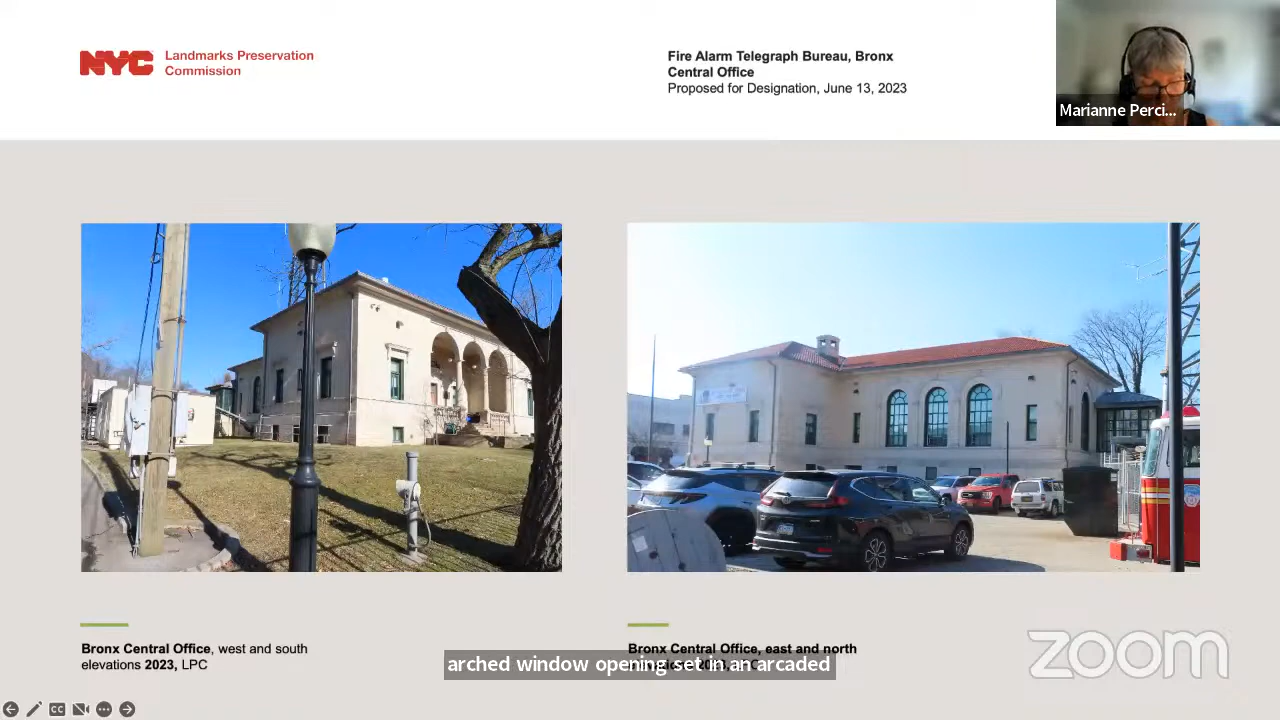 NYC
Landmarks Preservation
Commission
Fire Alarm Telegraph Bureau, Bronx
Central Office
Proposed for Designation, June 13, 2023
Marianne Perci...
Bronx Central Office, west and south
elevations 2023, LPC
Bronx Central Office, east and north
arched window opening set in an arcaded
zoom
CC